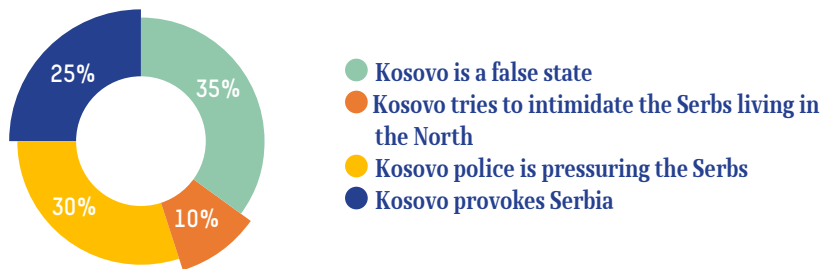 25%
35%
30%
10%
Kosovo is a false state
Kosovo tries to intimidate the Serbs living in
the North
Kosovo police is pressuring the Serbs
Kosovo provokes Serbia